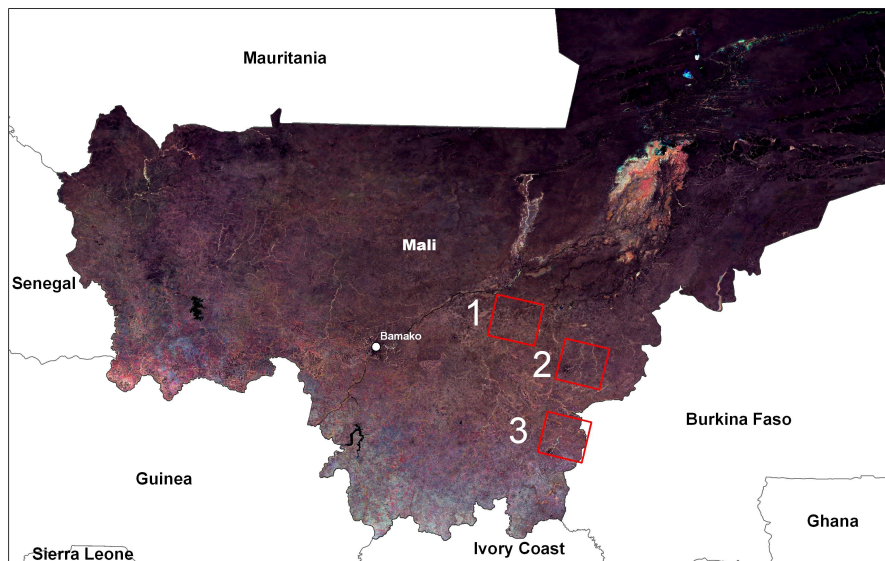 Mauritania
Mali
Senegal
1
Bamako
2
3
Burkina Faso
Guinea
Ghana
Sierra Leone
Ivory Coast